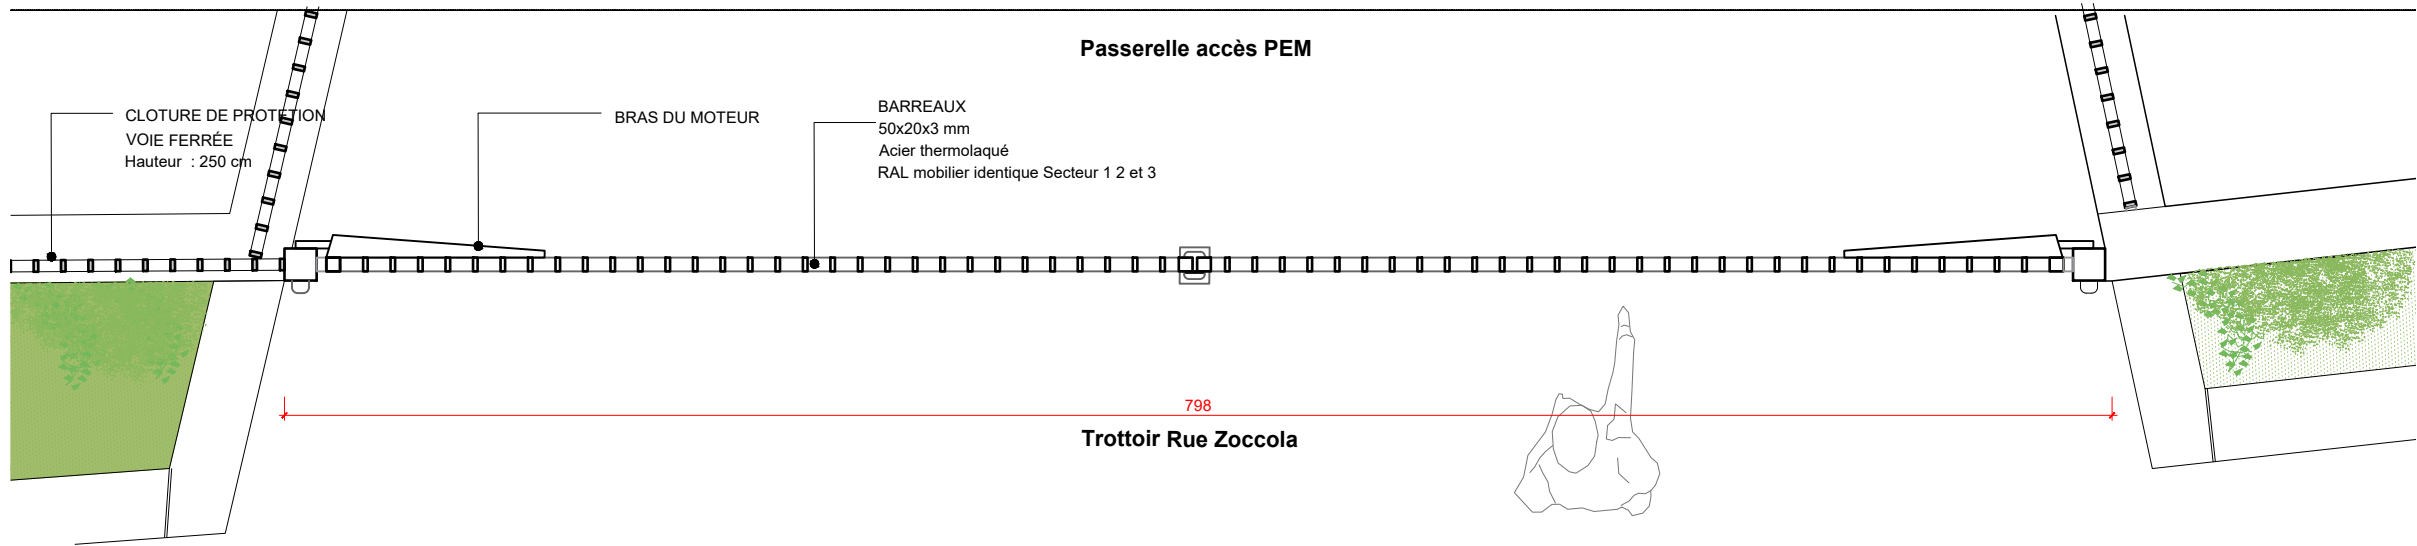 Passerelle accès PEM
CLOTURE DE PROTETION
VOIE FERRÉE
Hauteur : 250 cm
BRAS DU MOTEUR
BARREAUX
50x20x3 mm
Acier thermolaqué
RAL mobilier identique Secteur 1 2 et 3
798
Trottoir Rue Zoccola